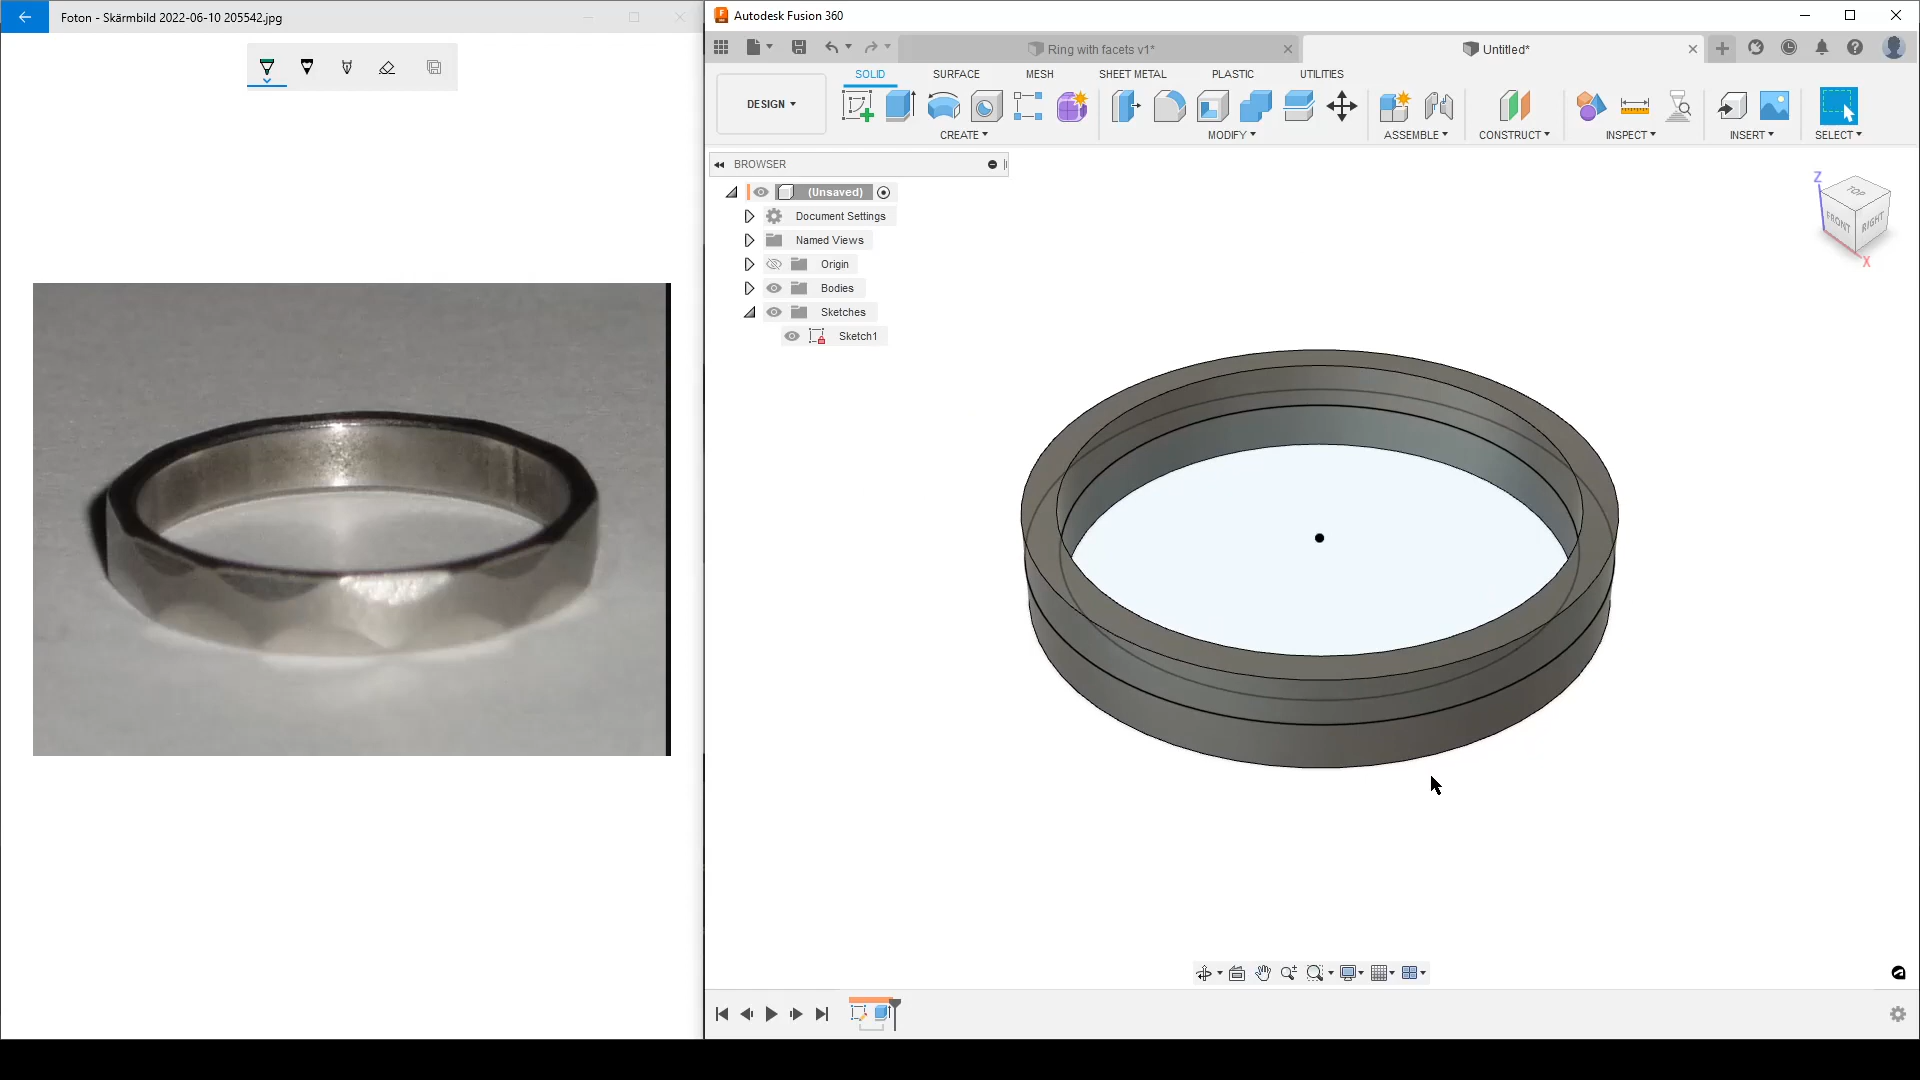 Foton - Skärmbild 2022-06-10 205542.jpg
Autodesk Fusion 360
Ring with facets v1*
Untitled*
SOLID SURFACE MESH SHEET METAL PLASTIC UTILITIES
DESIGN
CREATE MODIFY ASSEMBLE CONSTRUCT INSPECT INSERT SELECT
BROWSER
(Unsaved)
Document Settings
Named Views
Origin
Bodies
Sketches
Sketch1
Z
TOP
FRONT
RIGHT
X